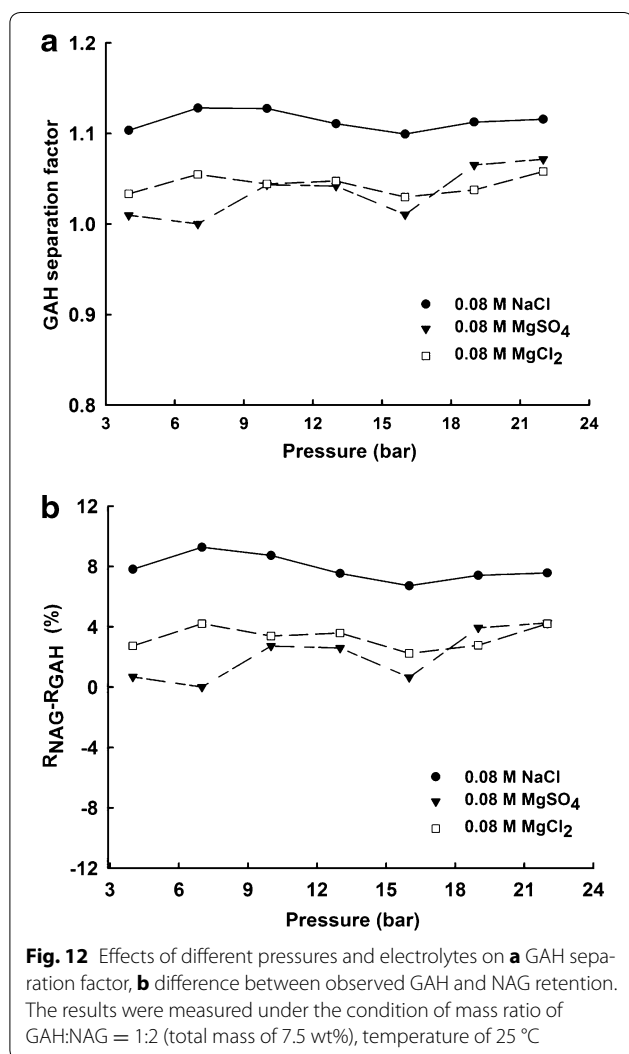 a
1.2
1.1
1.0
0.9
0.8
GAH separation factor
0.08 M NaCl
0.08 M MgSO4
0.08 M MgCl2
3 6 9 12 15 18 21 24
Pressure (bar)
b
12
8
4
0
-4
-8
-12
RNAG-RGAH (%)
0.08 M NaCl
0.08 M MgSO4
0.08 M MgCl2
3 6 9 12 15 18 21 24
Pressure (bar)
Fig. 12 Effects of different pressures and electrolytes on a GAH sepa-
ration factor, b difference between observed GAH and NAG retention.
The results were measured under the condition of mass ratio of
GAH:NAG = 1:2 (total mass of 7.5 wt%), temperature of 25 °C